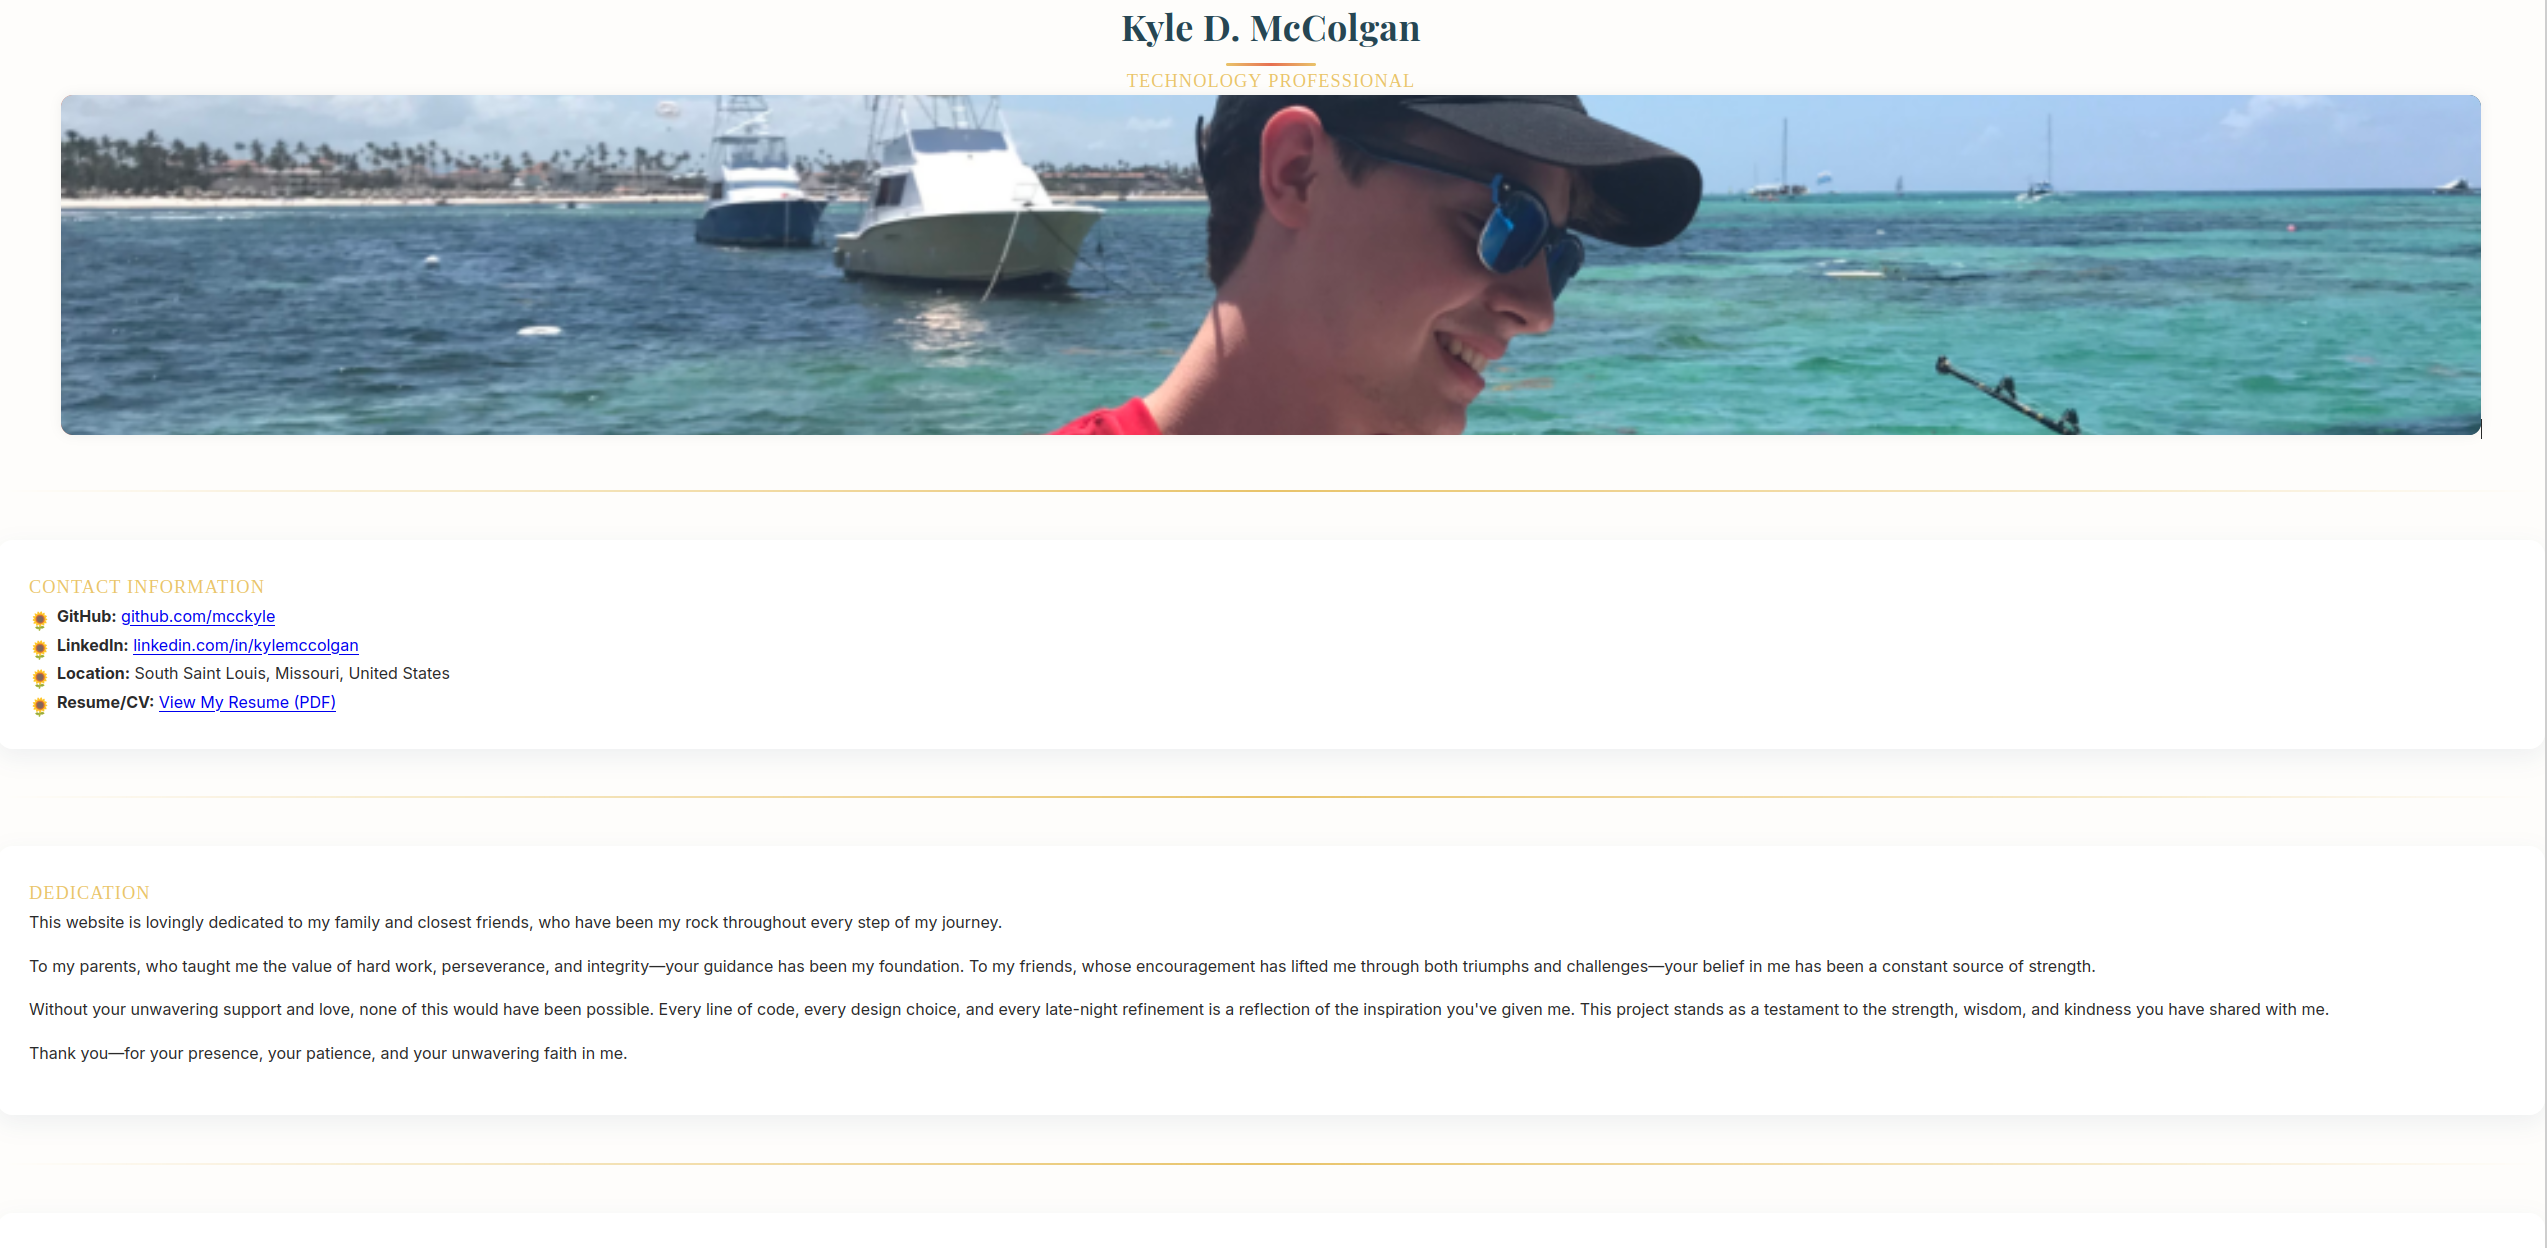 Kyle D. McColgan
TECHNOLOGY PROFESSIONAL
CONTACT INFORMATION
GitHub: github.com/mcckyle
LinkedIn: linkedin.com/in/kylemccolgan
Location: South Saint Louis, Missouri, United States
Resume/CV: View My Resume (PDF)
DEDICATION
This website is lovingly dedicated to my family and closest friends, who have been my rock throughout every step of my journey.
To my parents, who taught me the value of hard work, perseverance, and integrity—your guidance has been my foundation. To my friends, whose encouragement has lifted me through both triumphs and challenges—your belief in me has been a constant source of strength.
Without your unwavering support and love, none of this would have been possible. Every line of code, every design choice, and every late-night refinement is a reflection of the inspiration you've given me. This project stands as a testament to the strength, wisdom, and kindness you have shared with me.
Thank you—for your presence, your patience, and your unwavering faith in me.